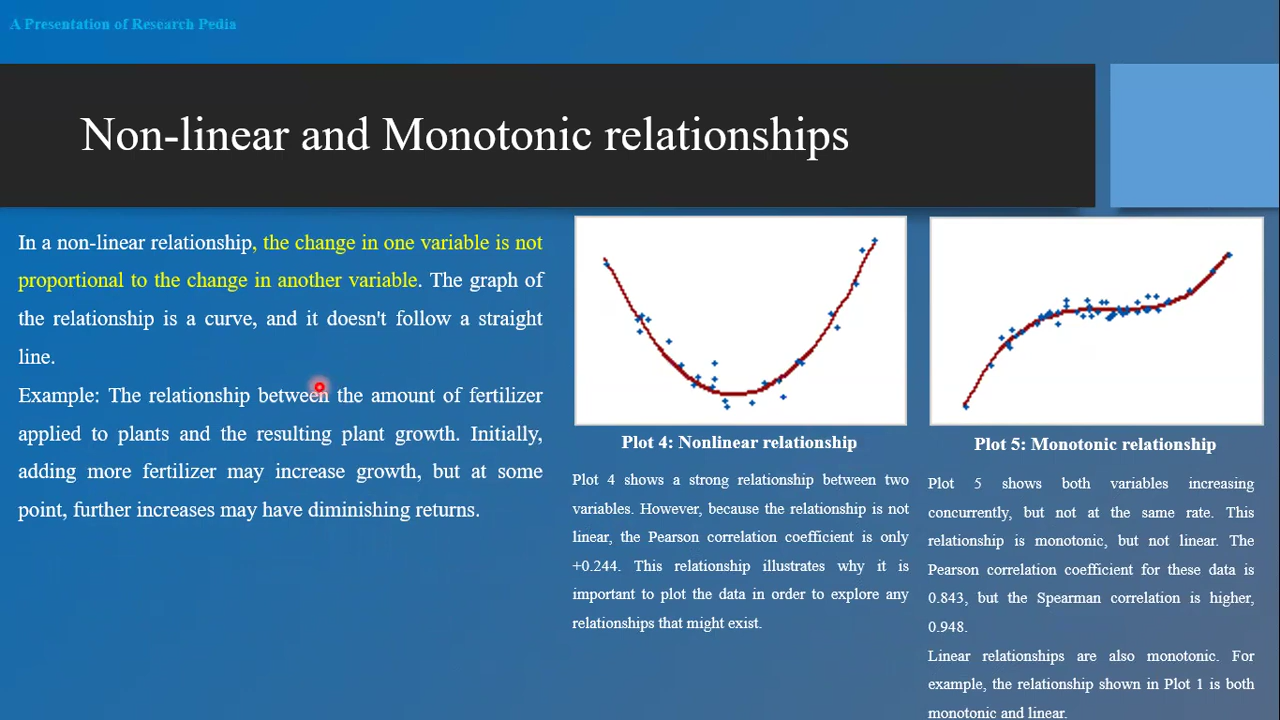 A Presentation of Research Pedia
Non-linear and Monotonic relationships
In a non-linear relationship, the change in one variable is not
proportional to the change in another variable. The graph of
the relationship is a curve, and it doesn't follow a straight
line.
Example: The relationship between the amount of fertilizer
applied to plants and the resulting plant growth. Initially,
adding more fertilizer may increase growth, but at some
point, further increases may have diminishing returns.
Plot 4: Nonlinear relationship
Plot 4 shows a strong relationship between two
variables. However, because the relationship is not
linear, the Pearson correlation coefficient is only
+0.244. This relationship illustrates why it is
important to plot the data in order to explore any
relationships that might exist.
Plot 5: Monotonic relationship
Plot 5 shows both variables increasing
concurrently, but not at the same rate. This
relationship is monotonic, but not linear. The
Pearson correlation coefficient for these data is
0.843, but the Spearman correlation is higher,
0.948.
Linear relationships are also monotonic. For
example, the relationship shown in Plot 1 is both
monotonic and linear.